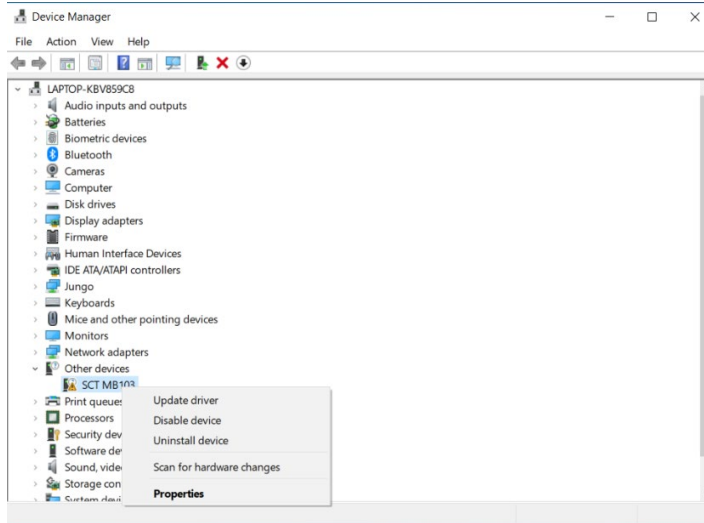 Device Manager
File Action View Help
LAPTOP-KBV859C8
Audio inputs and outputs
Batteries
Biometric devices
Bluetooth
Cameras
Computer
Disk drives
Display adapters
Firmware
Human Interface Devices
IDE ATA/ATAPI controllers
Jungo
Keyboards
Mice and other pointing devices
Monitors
Network adapters
Other devices
SCT MB103
Print queues
Processors
Security dev
Software de
Sound, vide
Storage con
System devi
Update driver
Disable device
Uninstall device
Scan for hardware changes
Properties